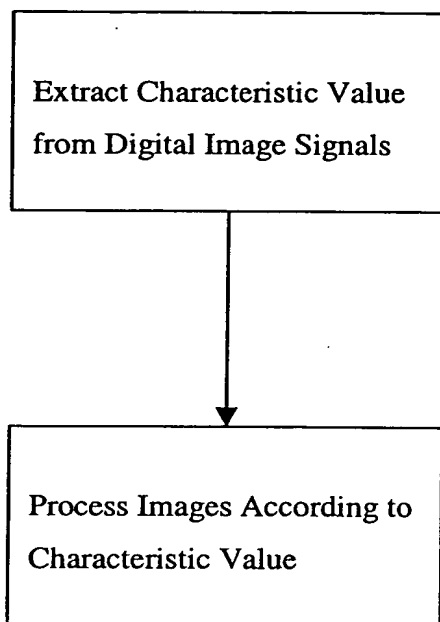 Extract Characteristic Value
from Digital Image Signals
Process Images According to
Characteristic Value